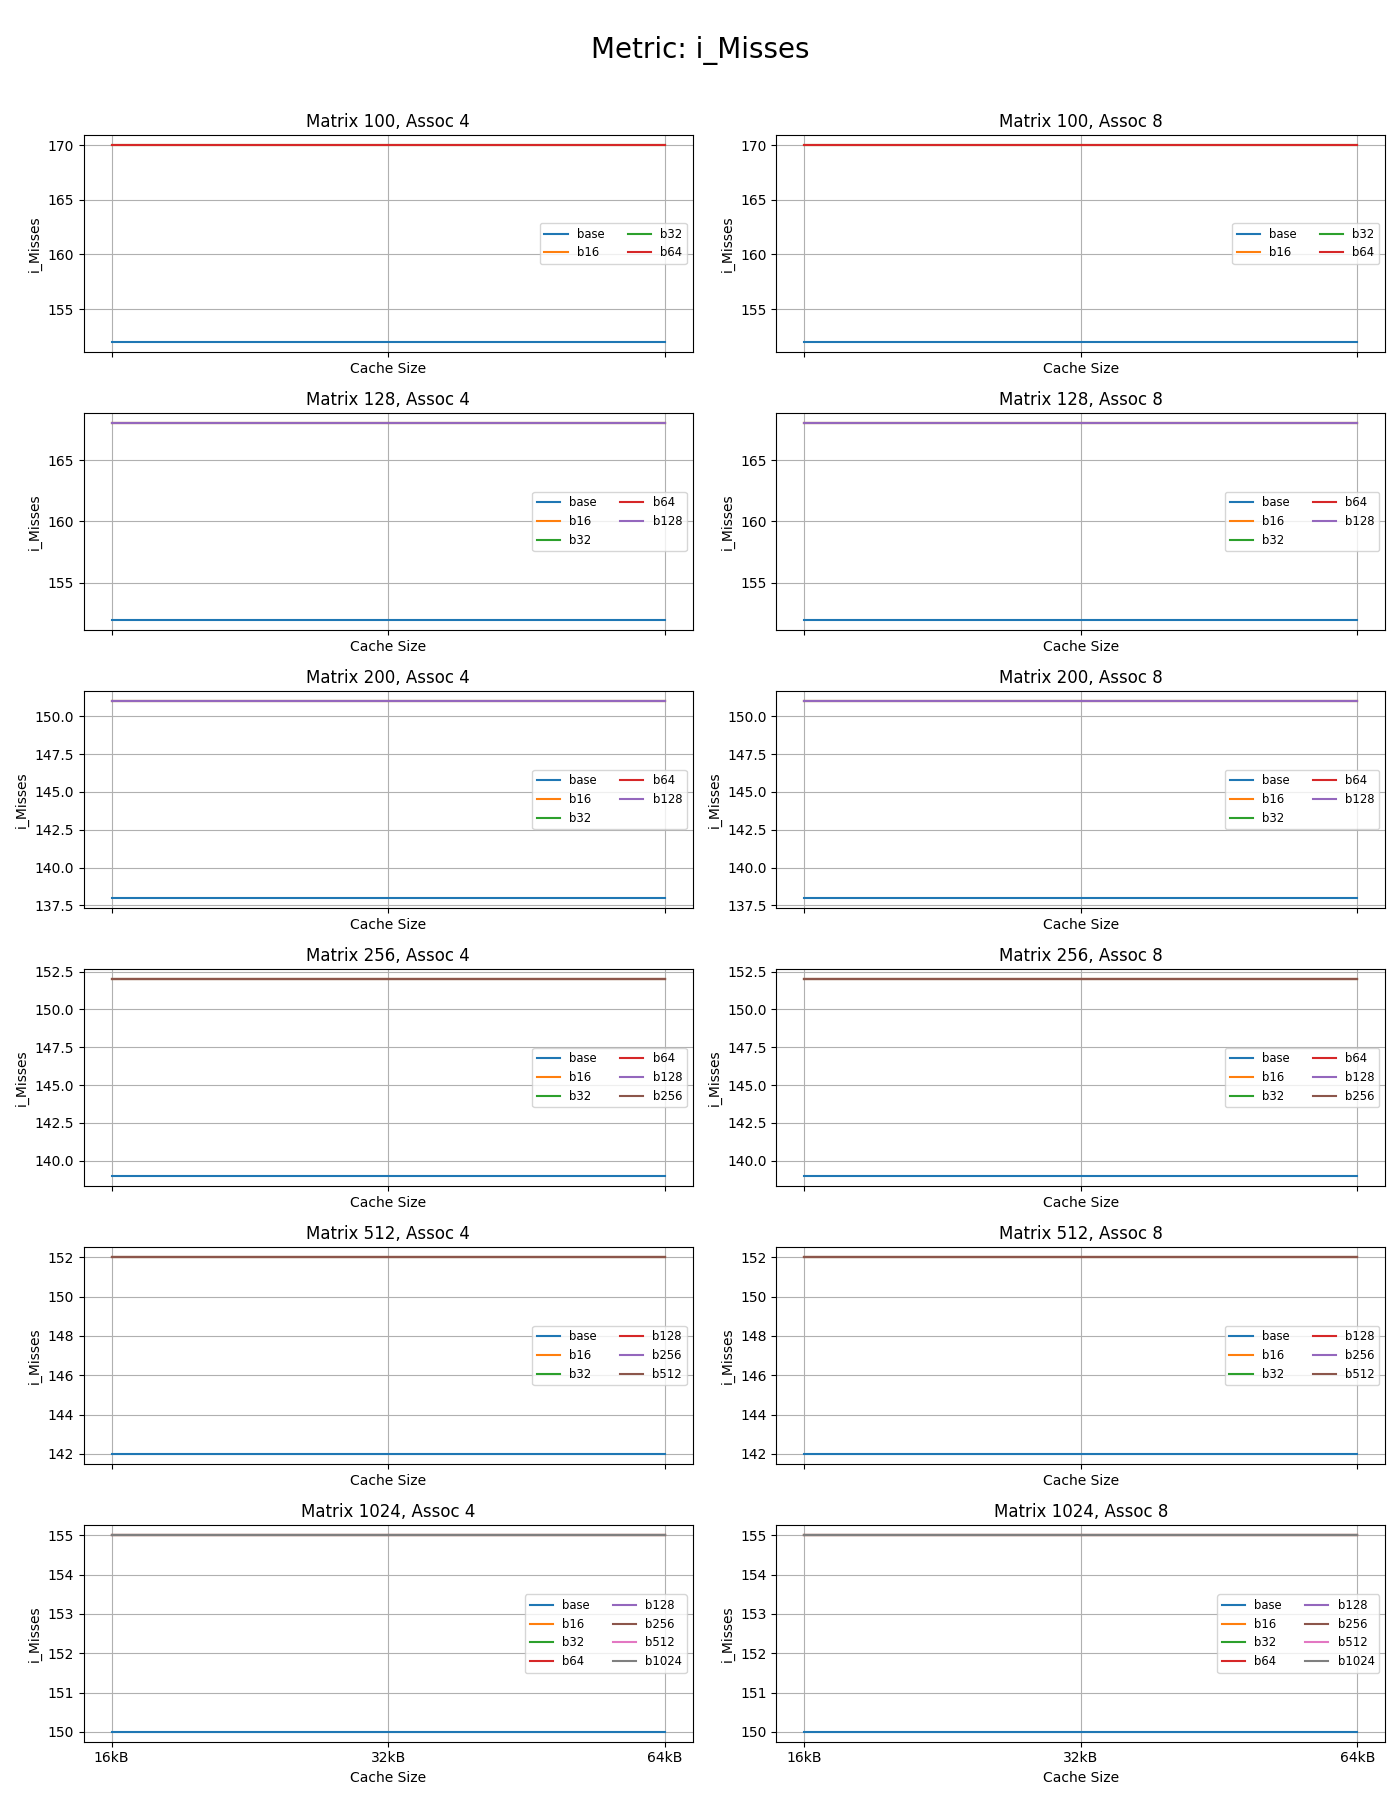 Metric: i_Misses
Matrix 100, Assoc 4
170
165
160
155
i_Misses
base
b16
b32
b64
Cache Size
Matrix 100, Assoc 8
170
165
160
155
i_Misses
base
b16
b32
b64
Cache Size
Matrix 128, Assoc 4
165
160
155
i_Misses
base
b16
b32
b64
b128
Cache Size
Matrix 128, Assoc 8
165
160
155
i_Misses
base
b16
b32
b64
b128
Cache Size
Matrix 200, Assoc 4
150.0
147.5
145.0
142.5
140.0
137.5
i_Misses
base
b16
b32
b64
b128
Cache Size
Matrix 200, Assoc 8
150.0
147.5
145.0
142.5
140.0
137.5
i_Misses
base
b16
b32
b64
b128
Cache Size
Matrix 256, Assoc 4
152.5
150.0
147.5
145.0
142.5
140.0
i_Misses
base
b16
b32
b64
b128
b256
Cache Size
Matrix 256, Assoc 8
152.5
150.0
147.5
145.0
142.5
140.0
i_Misses
base
b16
b32
b64
b128
b256
Cache Size
Matrix 512, Assoc 4
152
150
148
146
144
142
i_Misses
base
b16
b32
b128
b256
b512
Cache Size
Matrix 512, Assoc 8
152
150
148
146
144
142
i_Misses
base
b16
b32
b128
b256
b512
Cache Size
Matrix 1024, Assoc 4
155
154
153
152
151
150
i_Misses
base
b16
b32
b64
b128
b256
b512
b1024
16kB
32kB
64kB
Cache Size
Matrix 1024, Assoc 8
155
154
153
152
151
150
i_Misses
base
b16
b32
b64
b128
b256
b512
b1024
16kB
32kB
64kB
Cache Size